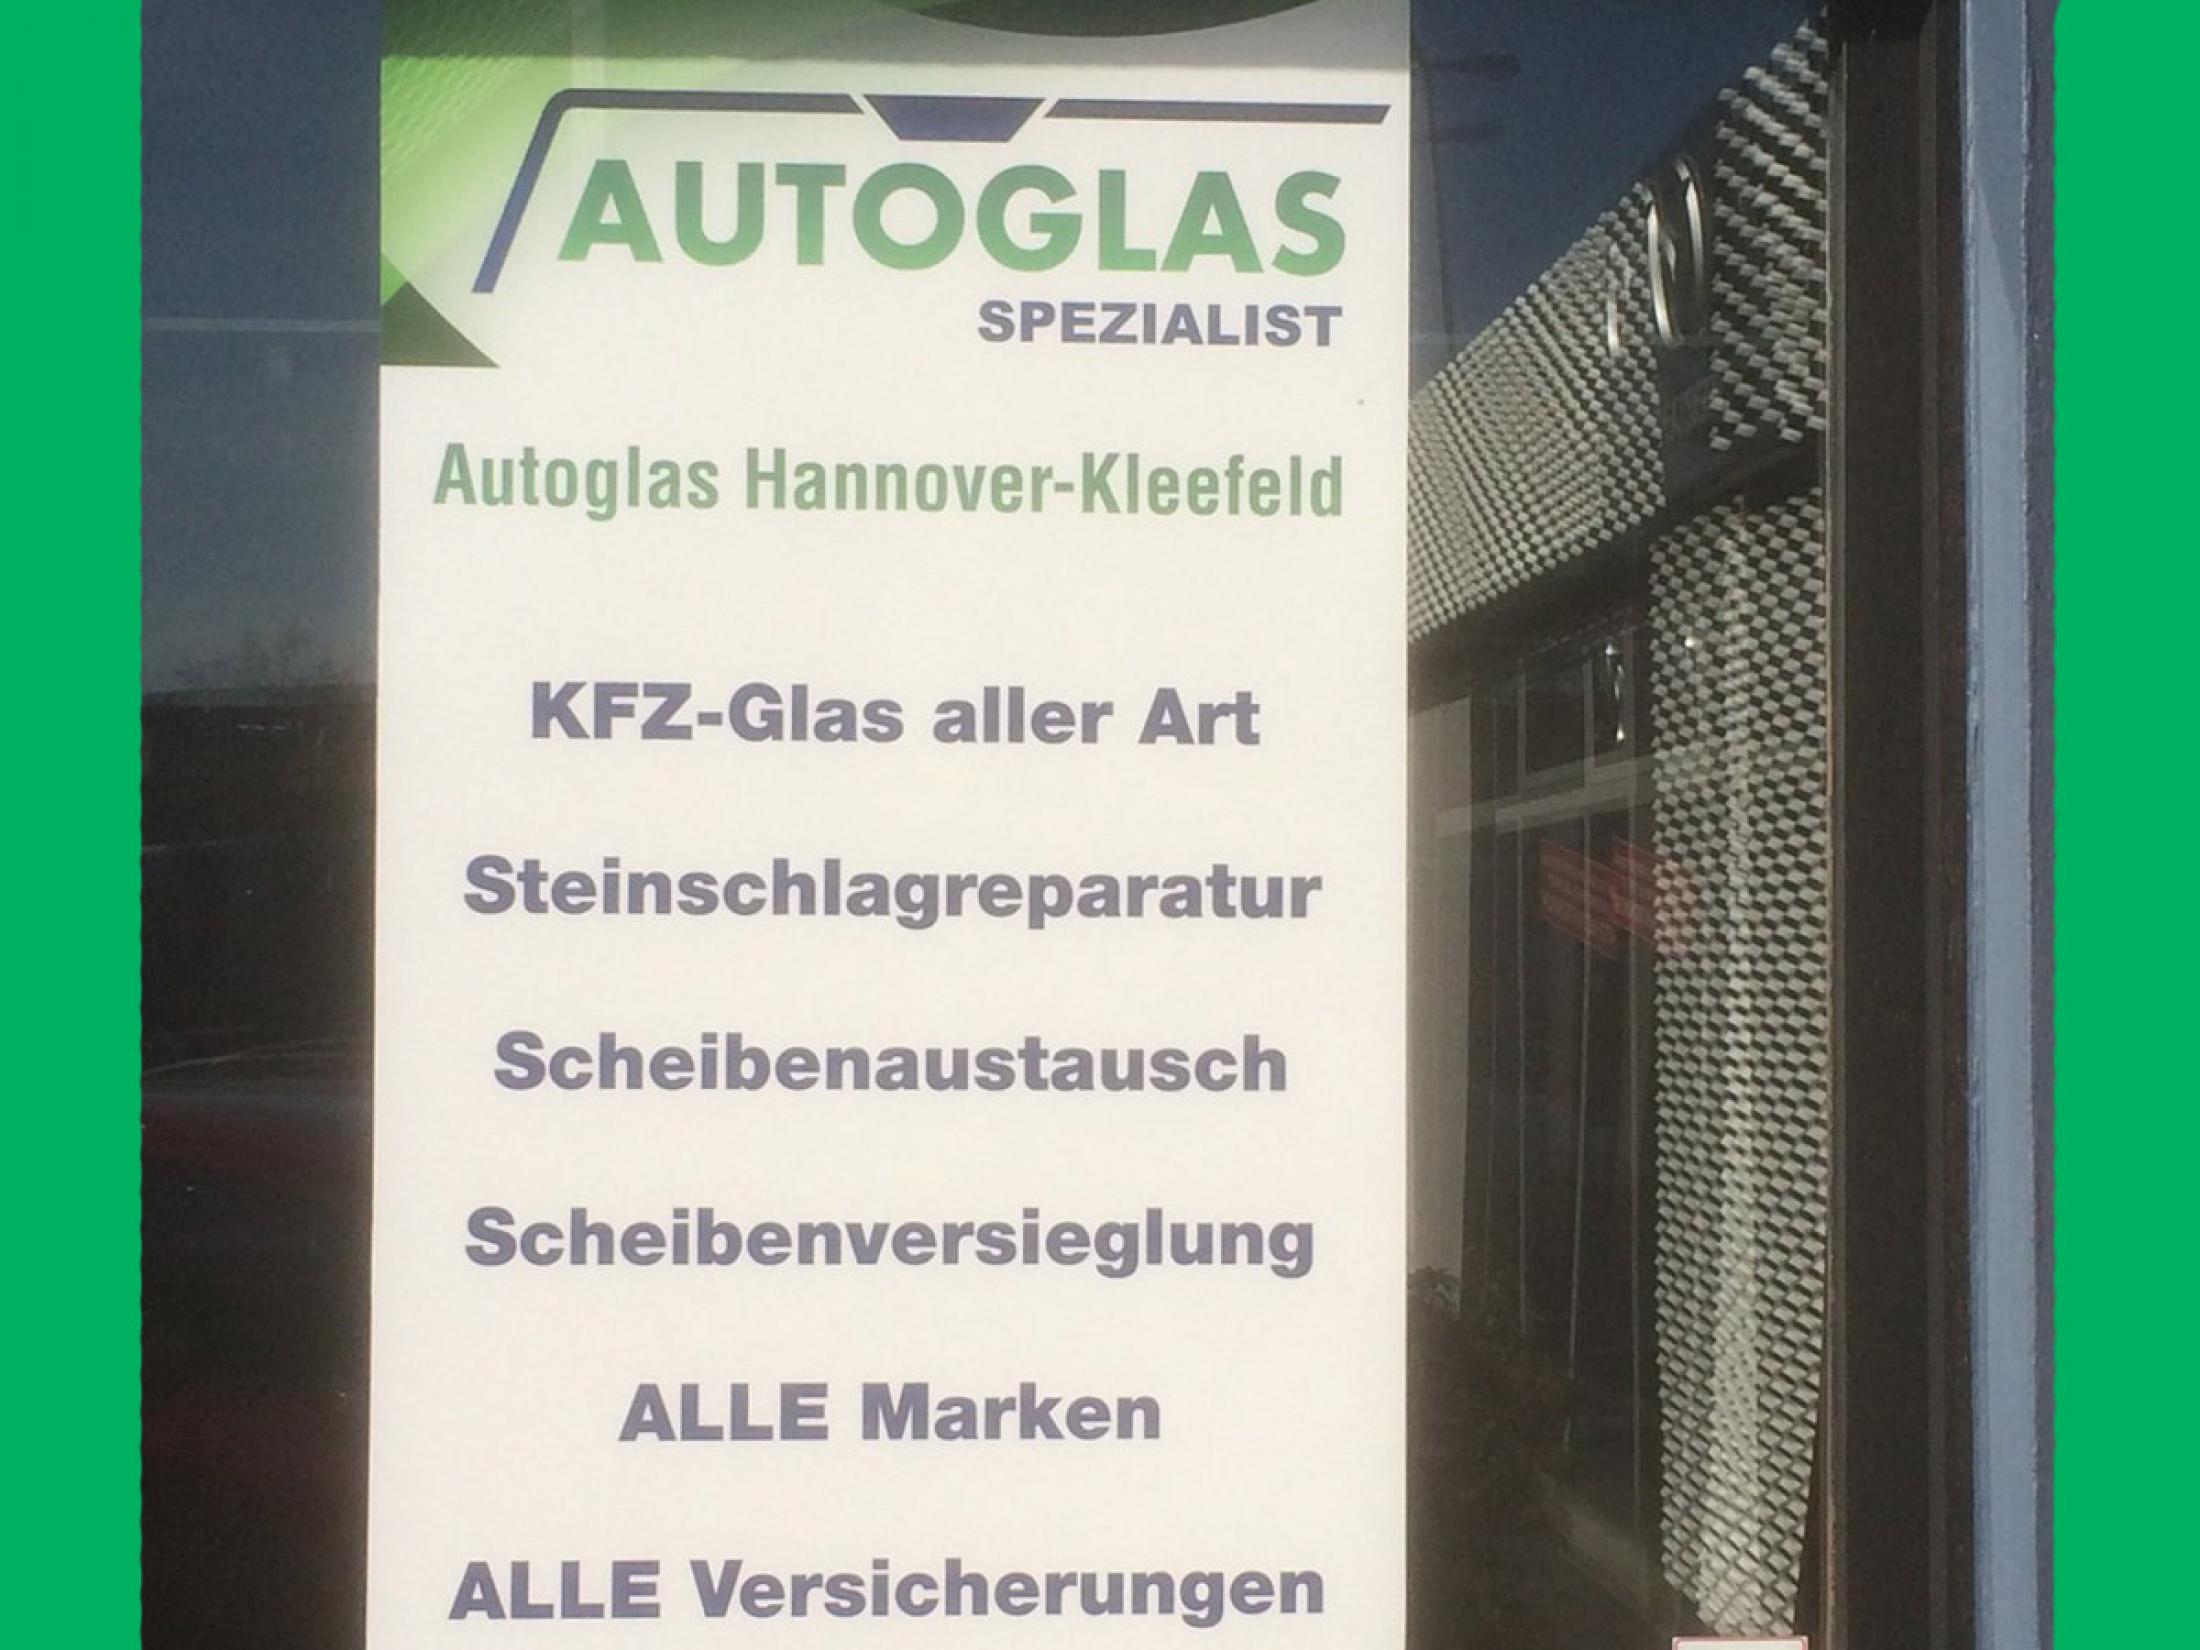 AUTOGLAS
SPEZIALIST
Autoglas Hannover-Kleefeld
KFZ-Glas aller Art
Steinschlagreparatur
Scheibenaustausch
Scheibenversieglung
ALLE Marken
ALLE Versicherungen